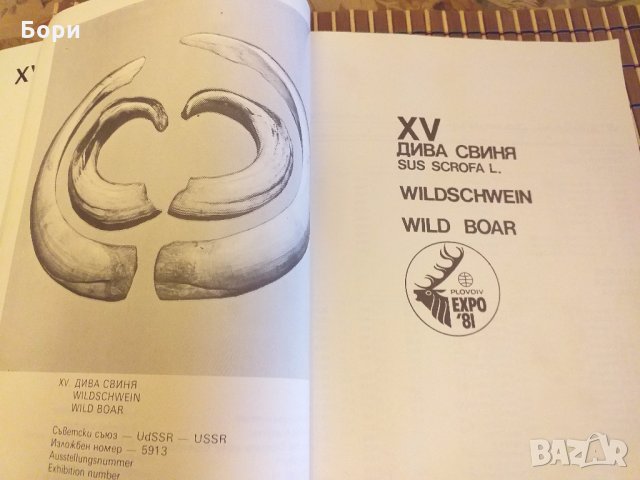 Бори
XV
XV ДИВА СВИНЯ
WILDSCHWEIN
WILD BOAR
Съветски съюз — UdSSR — USSR
Изложбен номер — 5913
Ausstellungsnummer
Exhibition number
XV
ДИВА СВИНЯ
SUS SCROFA L.
WILDSCHWEIN
WILD BOAR
PLOVDIV
EXPO
'81
BAZAR